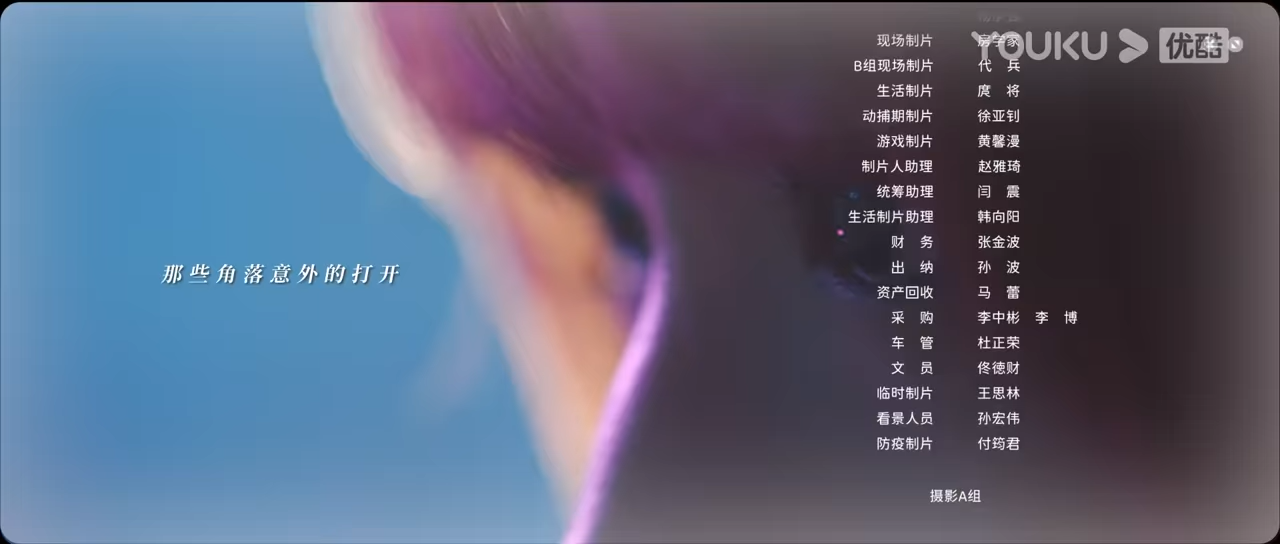 YOUKU 优酷
现场制片 房学家
B组现场制片 代 兵
生活制片 庹 将
动捕期制片 徐亚钊
游戏制片 黄馨漫
制片人助理 赵雅琦
统筹助理 闫 震
生活制片助理 韩向阳
财 务 张金波
那些角落意外的打开
出 纳 孙 波
资产回收 马 蕾
采 购 李中彬 李 博
车 管 杜正荣
文 员 佟德财
临时制片 王思林
看景人员 孙宏伟
防疫制片 付筠君
摄影A组